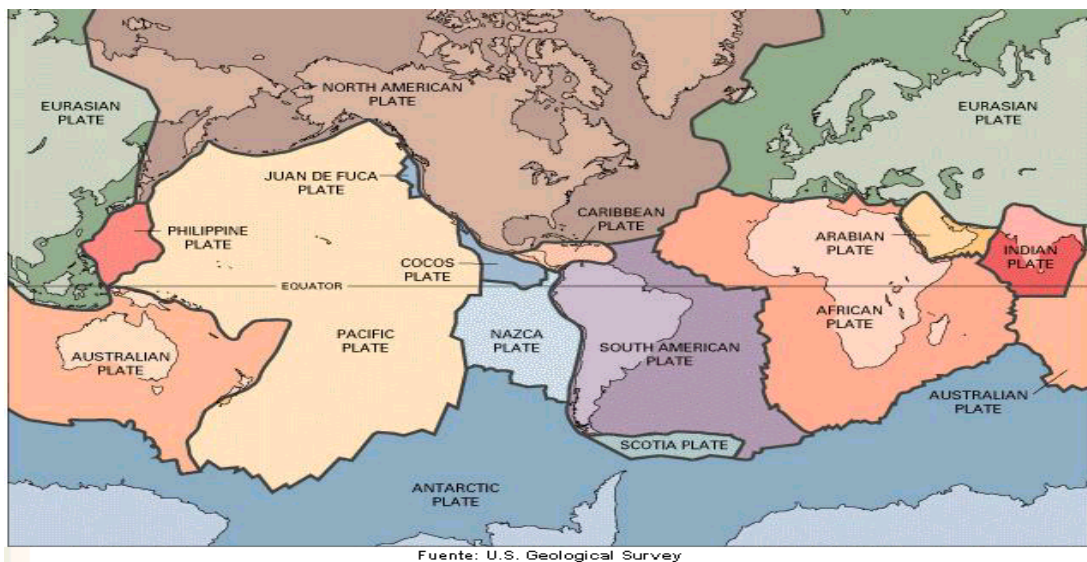 NORTH AMERICAN
PLATE
EURASIAN
PLATE
EURASIAN
PLATE
JUAN DE FUCA
PLATE
CARIBBEAN
PLATE
PHILIPPINE
PLATE
ARABIAN
PLATE
INDIAN
PLATE
COCOS
PLATE
EQUATOR
AFRICAN
PLATE
PACIFIC
PLATE
NAZCA
PLATE
SOUTH AMERICAN
PLATE
AUSTRALIAN
PLATE
AUSTRALIAN
PLATE
SCOTIA PLATE
ANTARCTIC
PLATE
Fuente: U.S. Geological Survey